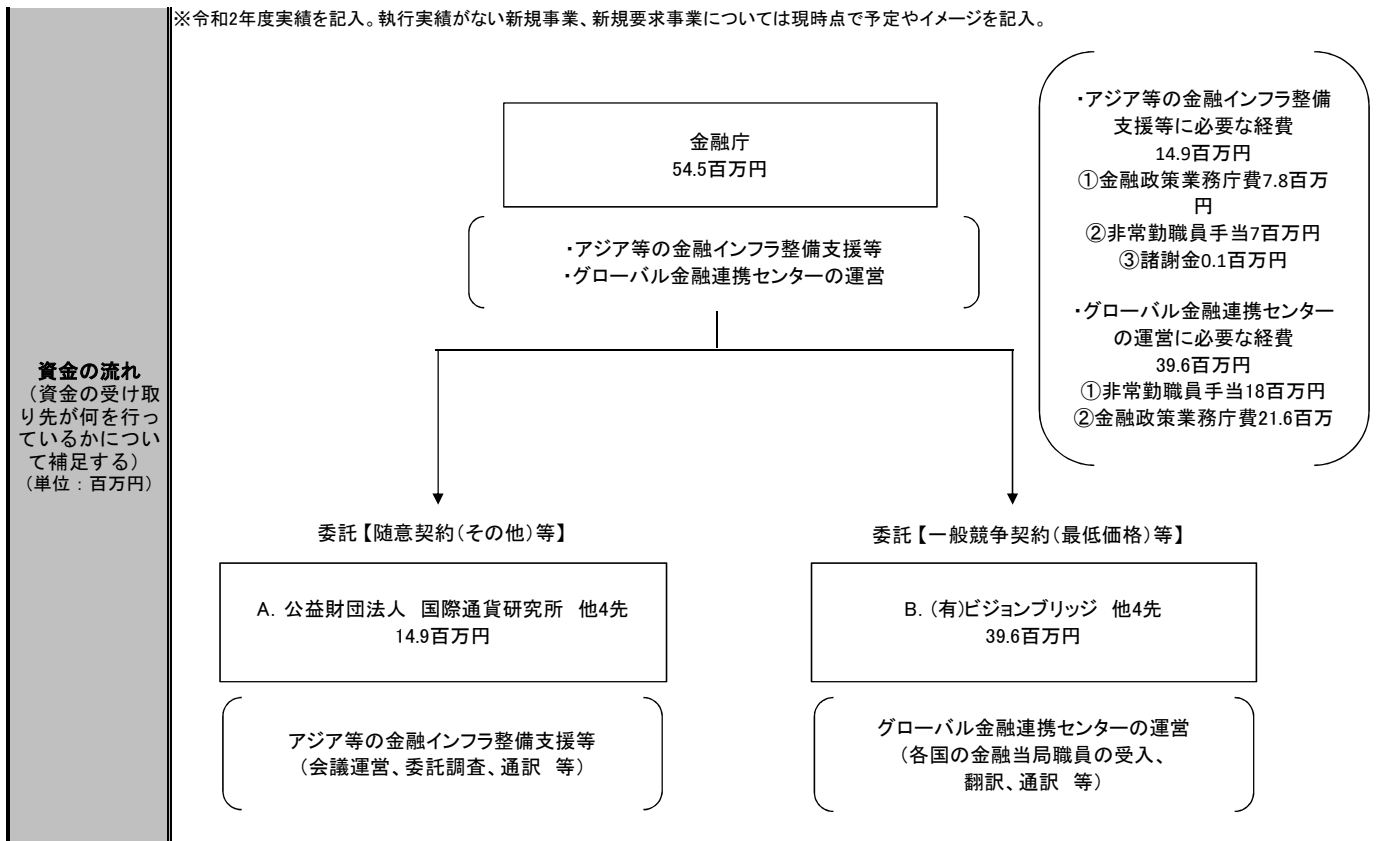 ※令和2年度実績を記入。執行実績がない新規事業、新規要求事業については現時点で予定やイメージを記入。
資金の流れ
（資金の受け取
り先が何を行っ
ているかについ
て補足する）
（単位：百万円）
金融庁
54.5百万円
・アジア等の金融インフラ整備支援等
・グローバル金融連携センターの運営
・アジア等の金融インフラ整備
支援等に必要な経費
14.9百万円
①金融政策業務庁費7.8百万
円
②非常勤職員手当7百万円
③諸謝金0.1百万円
・グローバル金融連携センター
の運営に必要な経費
39.6百万円
①非常勤職員手当18百万円
②金融政策業務庁費21.6百万
委託【随意契約（その他）等】
A. 公益財団法人　国際通貨研究所　他4先
14.9百万円
アジア等の金融インフラ整備支援等
（会議運営、委託調査、通訳　等）
委託【一般競争契約（最低価格）等】
B. （有）ビジョンブリッジ　他4先
39.6百万円
グローバル金融連携センターの運営
（各国の金融当局職員の受入、
翻訳、通訳　等）